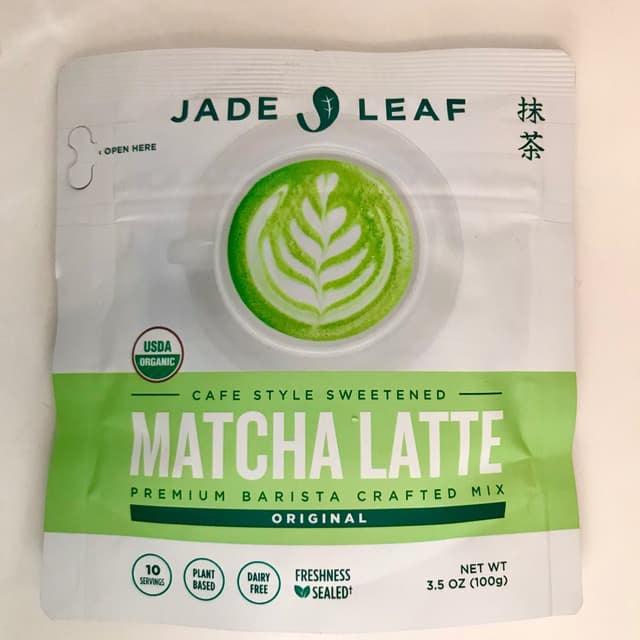 JADE LEAF
抹茶
‹ OPEN HERE
USDA
ORGANIC
CAFE STYLE SWEETENED
MATCHA LATTE
PREMIUM BARISTA CRAFTED MIX
ORIGINAL
10
SERVINGS
PLANT
BASED
DAIRY
FREE
FRESHNESS
SEALED†
NET WT
3.5 OZ (100g)